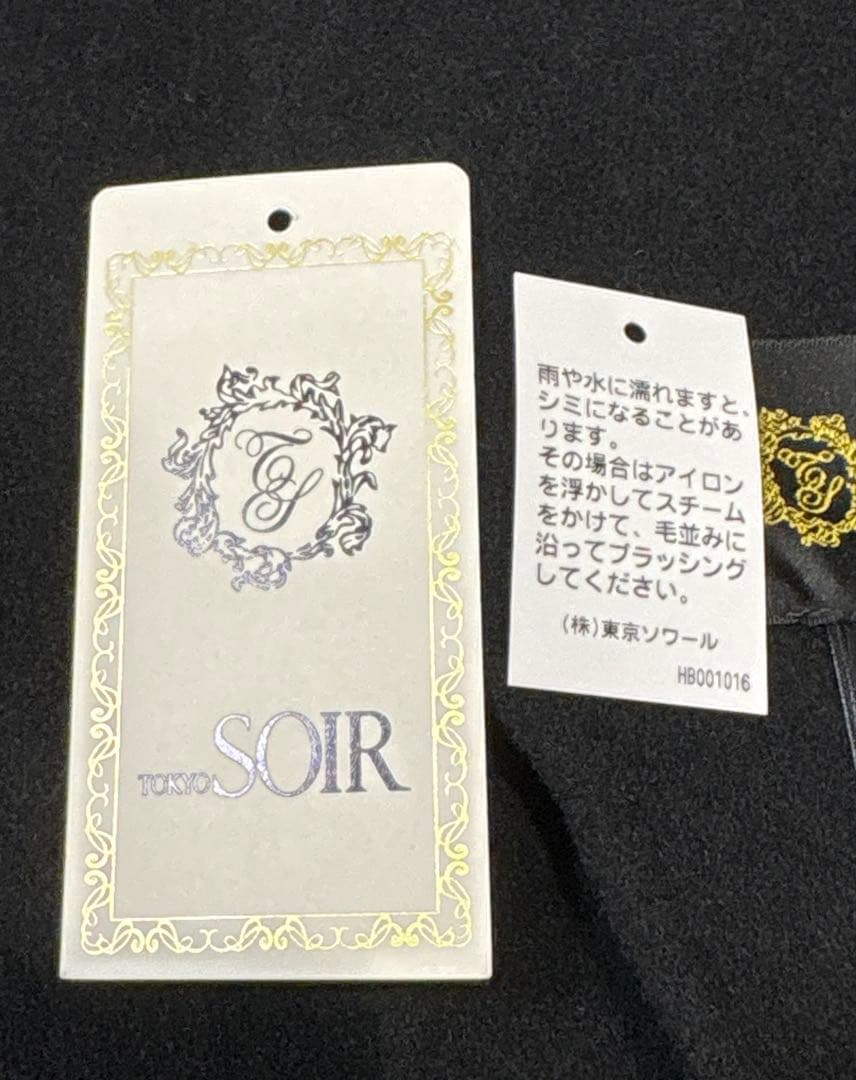 TS
TOKYO SOIR
雨や水に濡れますと、
シミになることがあ
ります。
その場合はアイロン
を浮かしてスチーム
をかけて、毛並みに
沿ってブラッシング
してください。
(株)東京ソワール
HB001016
TS